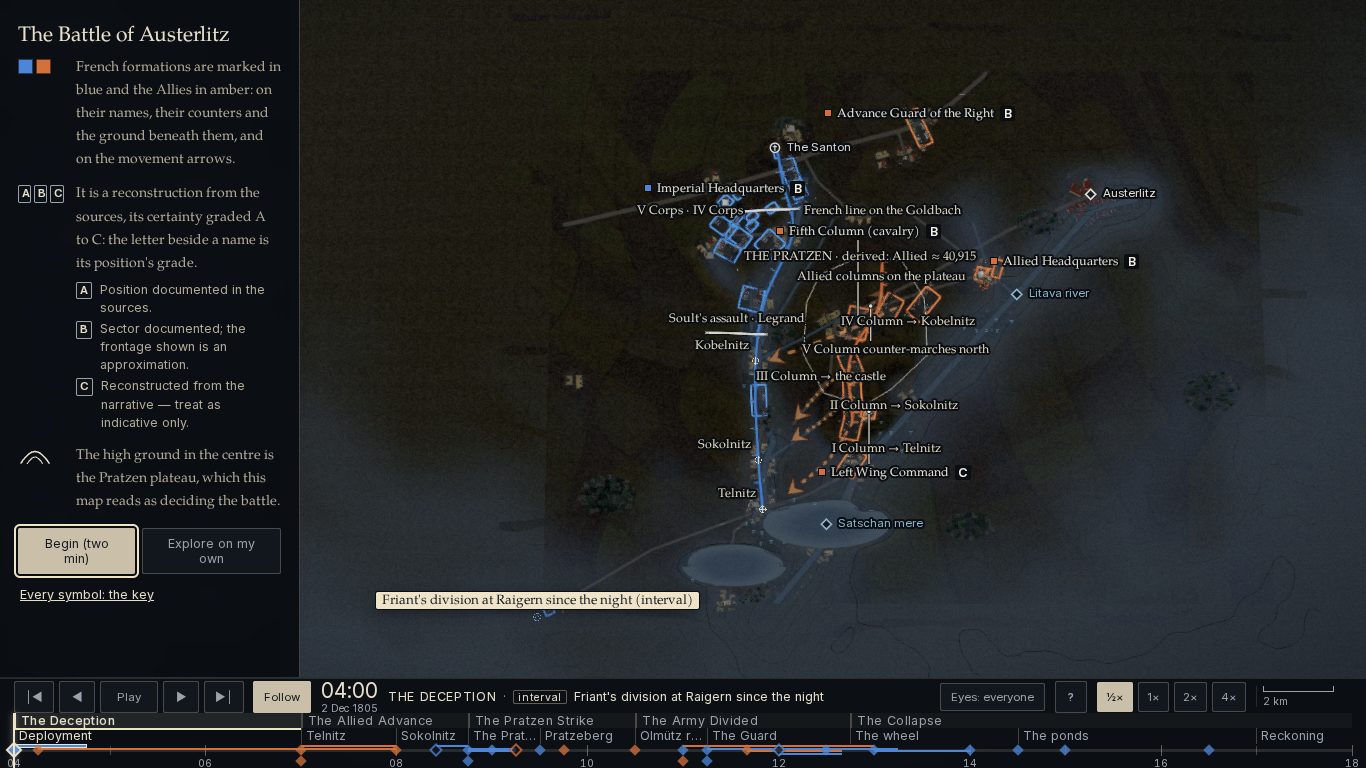 The Battle of Austerlitz
French formations are marked in
blue and the Allies in amber: on
their names, their counters and
the ground beneath them, and
on the movement arrows.
A B C
It is a reconstruction from the
sources, its certainty graded A
to C: the letter beside a name is
its position's grade.
A Position documented in the
sources.
B Sector documented; the
frontage shown is an
approximation.
C Reconstructed from the
narrative — treat as
indicative only.
The high ground in the centre is
the Pratzen plateau, which this
map reads as deciding the battle.
Begin (two
min)
Explore on my
own
Every symbol: the key
Advance Guard of the Right B
The Santon
Imperial Headquarters B
Austerlitz
V Corps · IV Corps
French line on the Goldbach
Fifth Column (cavalry) B
THE PRATZEN · derived: Allied ≈ 40,915
Allied Headquarters B
Allied columns on the plateau
Litava river
Soult's assault · Legrand
IV Column → Kobelnitz
Kobelnitz
V Column counter-marches north
III Column → the castle
II Column → Sokolnitz
Sokolnitz
I Column → Telnitz
Left Wing Command C
Telnitz
Satschan mere
Friant's division at Raigern since the night (interval)
Play
Follow
04:00
2 Dec 1805
THE DECEPTION · interval Friant's division at Raigern since the night
Eyes: everyone
?
½×
1×
2×
4×
2 km
The Deception
The Allied Advance
The Pratzen Strike
The Army Divided
The Collapse
Deployment
Telnitz
Sokolnitz
The Prat…
Pratzeberg
Olmütz r…
The Guard
The wheel
The ponds
Reckoning
04 06 08 10 12 14 16 18